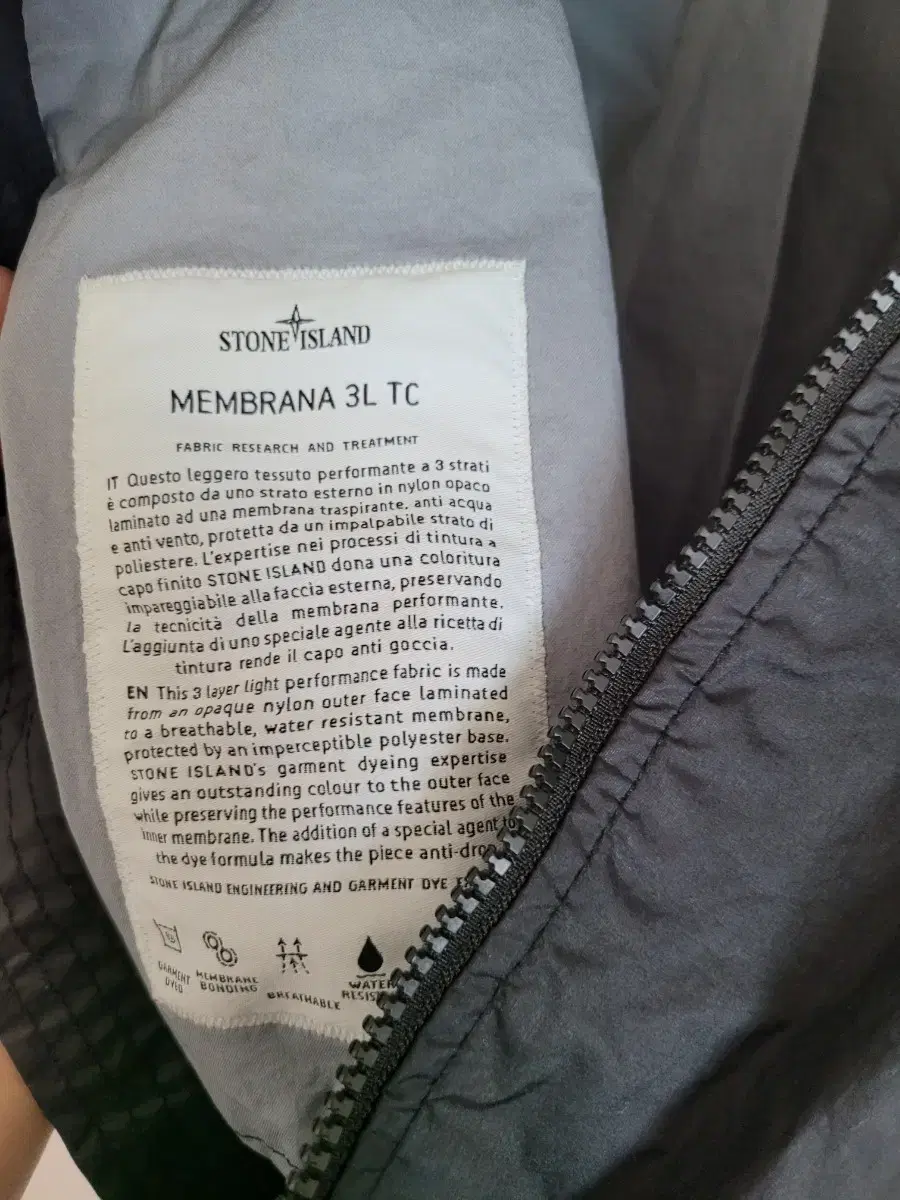 STONE ISLAND
MEMBRANA 3L TC
FABRIC RESEARCH AND TREATMENT
IT Questo leggero tessuto performante a 3 strati
è composto da uno strato esterno in nylon opaco
laminato ad una membrana traspirante, anti acqua
e anti vento, protetta da un impalpabile strato di
poliestere. L'expertise nei processi di tintura a
capo finito STONE ISLAND dona una coloritura
impareggiabile alla faccia esterna, preservando
la tecnicità della membrana performante.
L'aggiunta di uno speciale agente alla ricetta di
tintura rende il capo anti goccia.
EN This 3 layer light performance fabric is made
from an opaque nylon outer face laminated
to a breathable, water resistant membrane,
protected by an imperceptible polyester base.
STONE ISLAND's garment dyeing expertise
gives an outstanding colour to the outer face
while preserving the performance features of the
inner membrane. The addition of a special agent to
the dye formula makes the piece anti-drop
STONE ISLAND ENGINEERING AND GARMENT DYE
GARMENT DYED
MEMBRANE BONDING
BREATHABLE
WATER